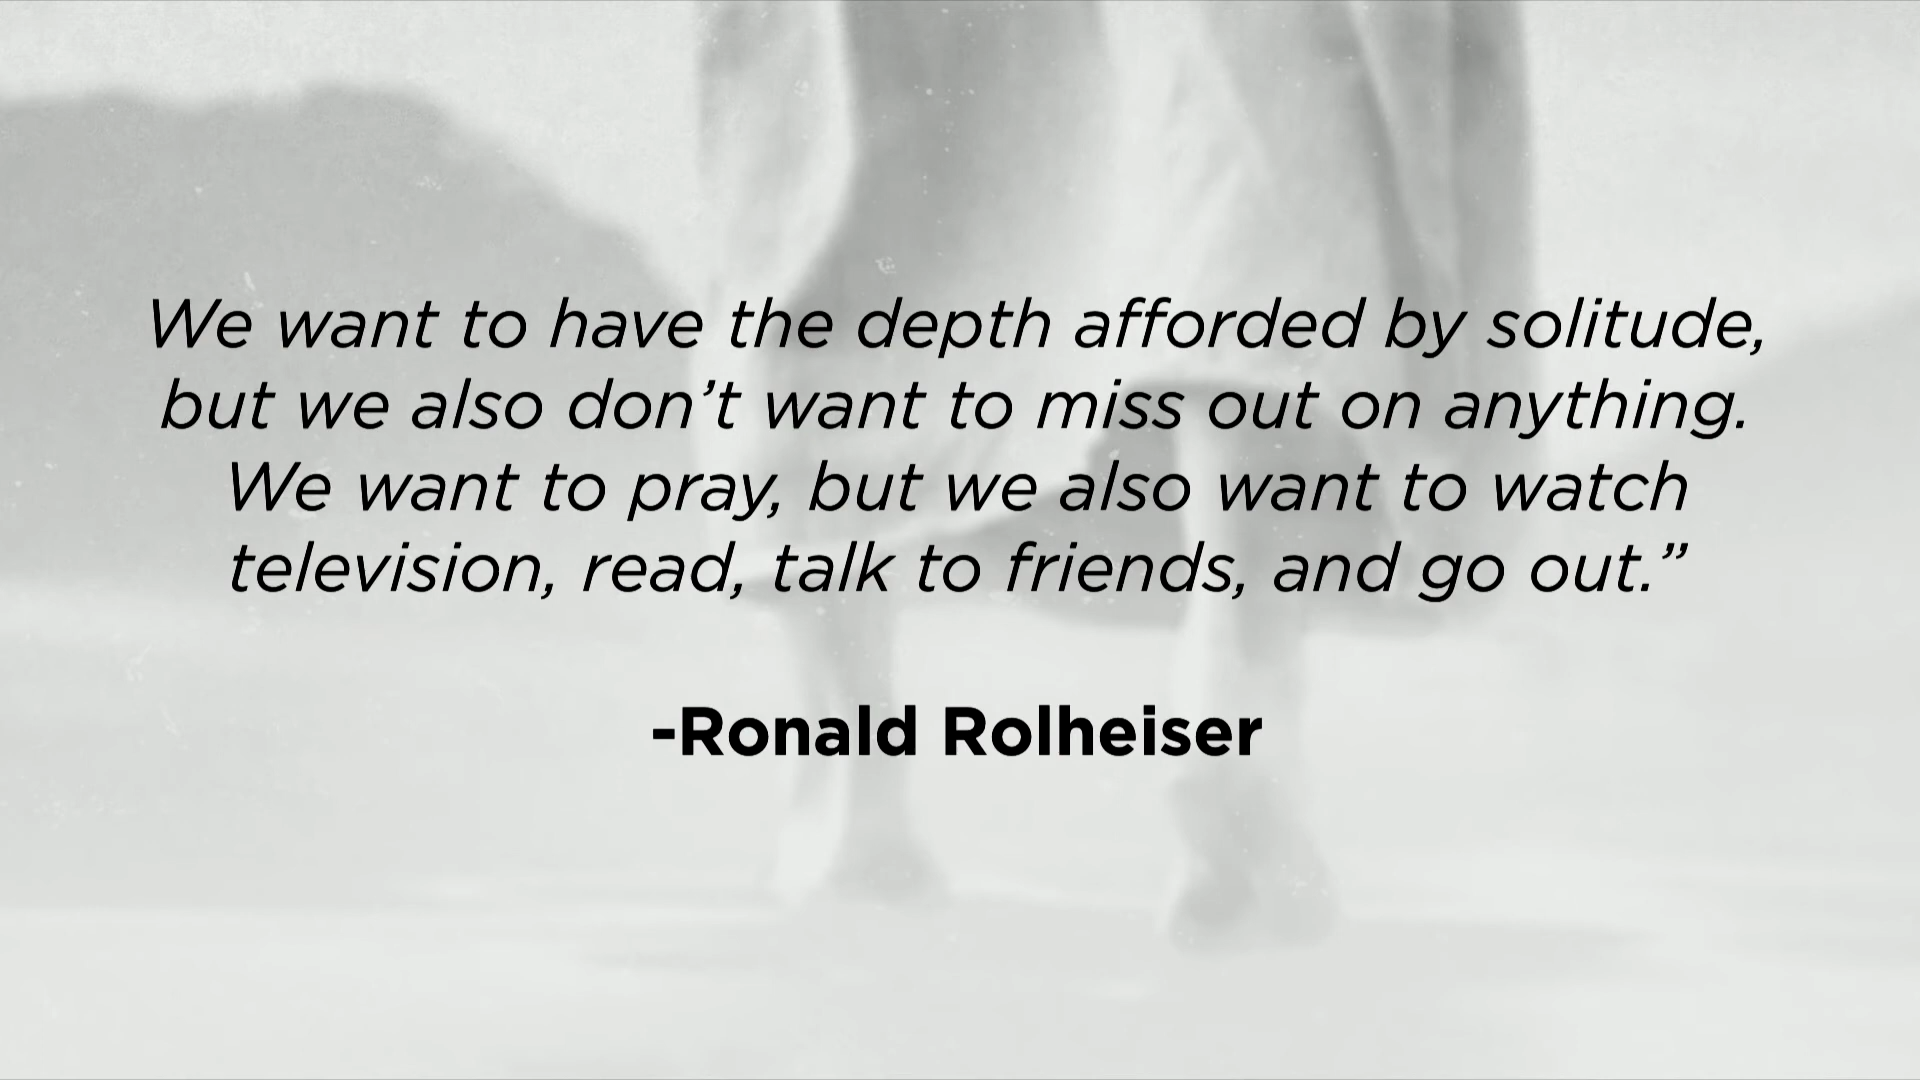 We want to have the depth afforded by solitude,
but we also don’t want to miss out on anything.
We want to pray, but we also want to watch
television, read, talk to friends, and go out.”
-Ronald Rolheiser